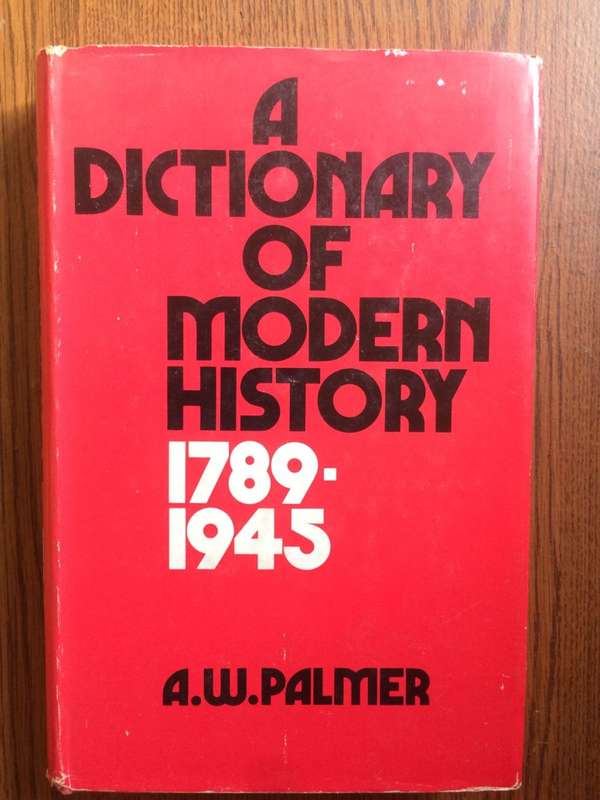 A
DICTIONARY
OF
MODERN
HISTORY
1789-
1945
A.W.PALMER